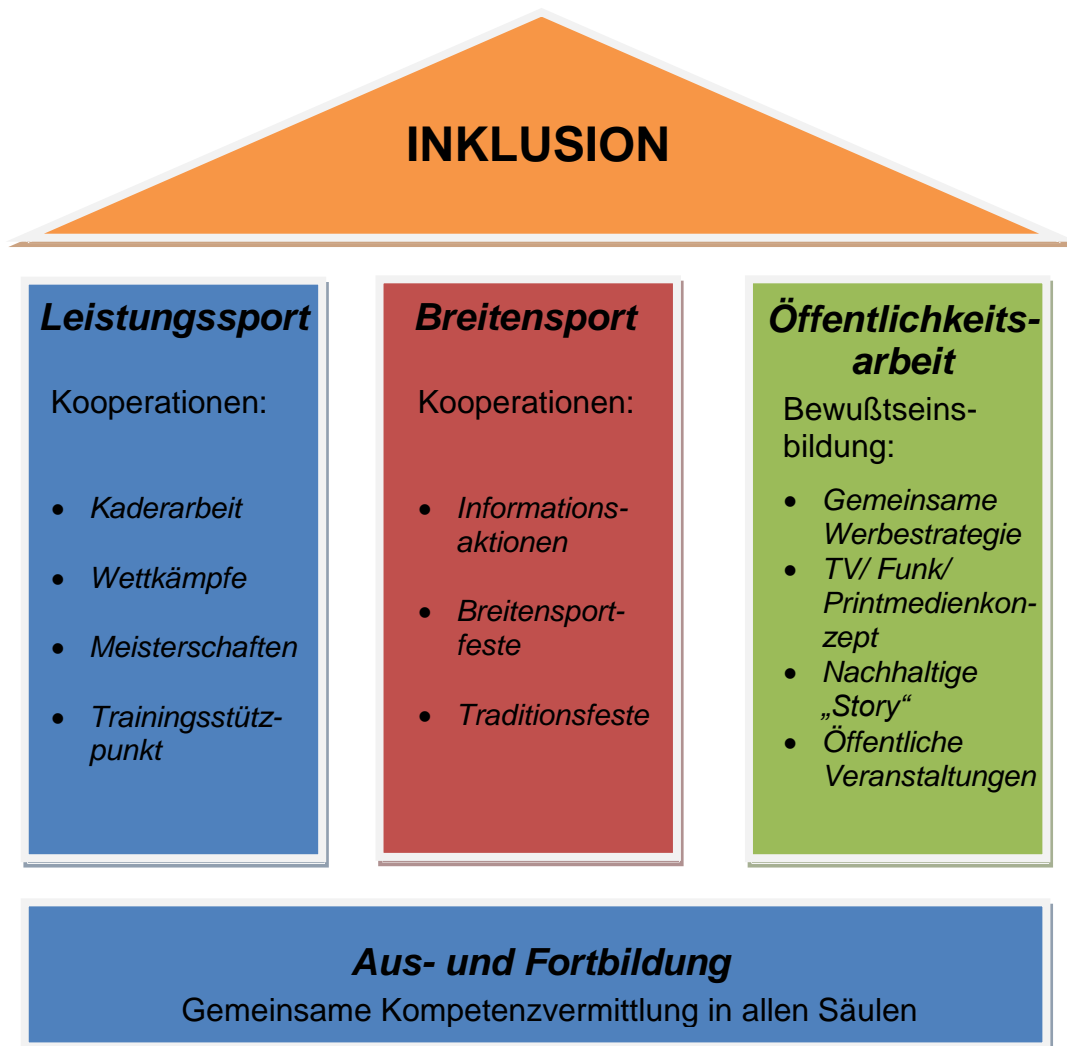 INKLUSION
Leistungssport
Kooperationen:
• Kaderarbeit
• Wettkämpfe
• Meisterschaften
• Trainingsstütz-
punkt
Breitensport
Kooperationen:
• Informations-
aktionen
• Breitensport-
feste
• Traditionsfeste
Öffentlichkeits-
arbeit
Bewußtseins-
bildung:
• Gemeinsame
Werbestrategie
• TV/ Funk/
Printmedienkon-
zept
• Nachhaltige
„Story“
• Öffentliche
Veranstaltungen
Aus- und Fortbildung
Gemeinsame Kompetenzvermittlung in allen Säulen